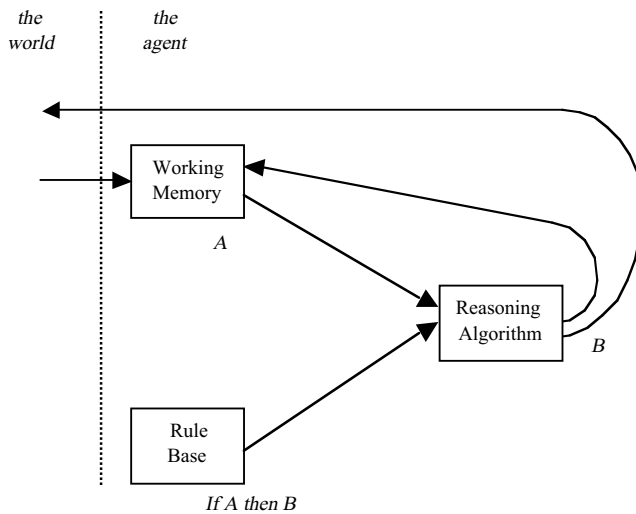 the
world
the
agent
Working
Memory
A
Reasoning
Algorithm
B
Rule
Base
If A then B